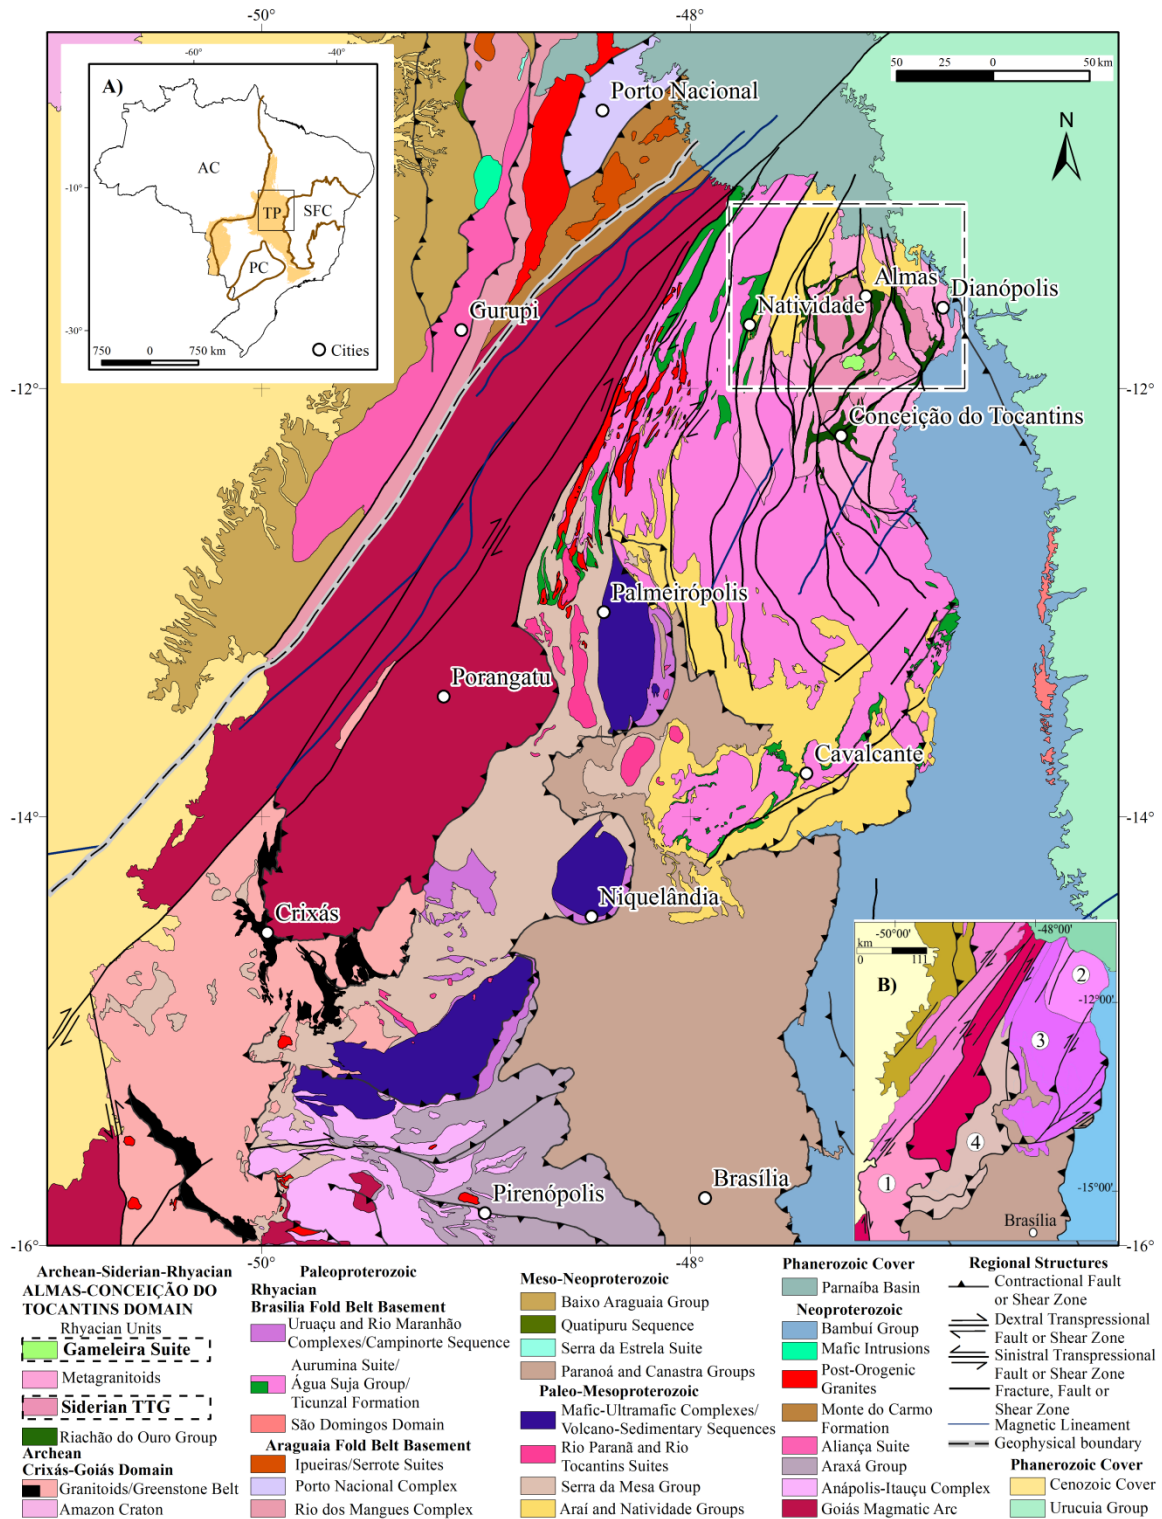 -50°
-48°
-60°
-40°
A)
AC
-10°
TP
SFC
PC
-30°
750
0
750 km
Cities
50
25
0
50 km
N
Porto Nacional
Gurupi
Almas
Dianópolis
Natividade
-12°
-12°
Conceição do Tocantins
Palmeirópolis
Porangatu
Cavalcante
-14°
-14°
Niquelândia
Crixás
Pirenópolis
Brasília
-50°00'
-48°00'
km
0
111
B)
2
-12°00'
3
4
1
-15°00'
Brasília
-16°
-16°
-50°
-48°
Archean-Siderian-Rhyacian
ALMAS-CONCEIÇÃO DO
TOCANTINS DOMAIN
Rhyacian Units
Gameleira Suite
Metagranitoids
Siderian TTG
Riachão do Ouro Group
Archean
Crixás-Goiás Domain
Granitoids/Greenstone Belt
Amazon Craton
Paleoproterozoic
Rhyacian
Brasilia Fold Belt Basement
Uruaçu and Rio Maranhão
Complexes/Campinorte Sequence
Aurumina Suite/
Água Suja Group/
Ticunzal Formation
São Domingos Domain
Araguaia Fold Belt Basement
Ipueiras/Serrote Suites
Porto Nacional Complex
Rio dos Mangues Complex
Meso-Neoproterozoic
Baixo Araguaia Group
Quatipuru Sequence
Serra da Estrela Suite
Paranoá and Canastra Groups
Paleo-Mesoproterozoic
Mafic-Ultramafic Complexes/
Volcano-Sedimentary Sequences
Rio Paranã and Rio
Tocantins Suites
Serra da Mesa Group
Araí and Natividade Groups
Phanerozoic Cover
Parnaíba Basin
Neoproterozoic
Bambuí Group
Mafic Intrusions
Post-Orogenic
Granites
Monte do Carmo
Formation
Aliança Suite
Araxá Group
Anápolis-Itauçu Complex
Goiás Magmatic Arc
Regional Structures
Contractional Fault
or Shear Zone
Dextral Transpressional
Fault or Shear Zone
Sinistral Transpressional
Fault or Shear Zone
Fracture, Fault or
Shear Zone
Magnetic Lineament
Geophysical boundary
Phanerozoic Cover
Cenozoic Cover
Urucuia Group